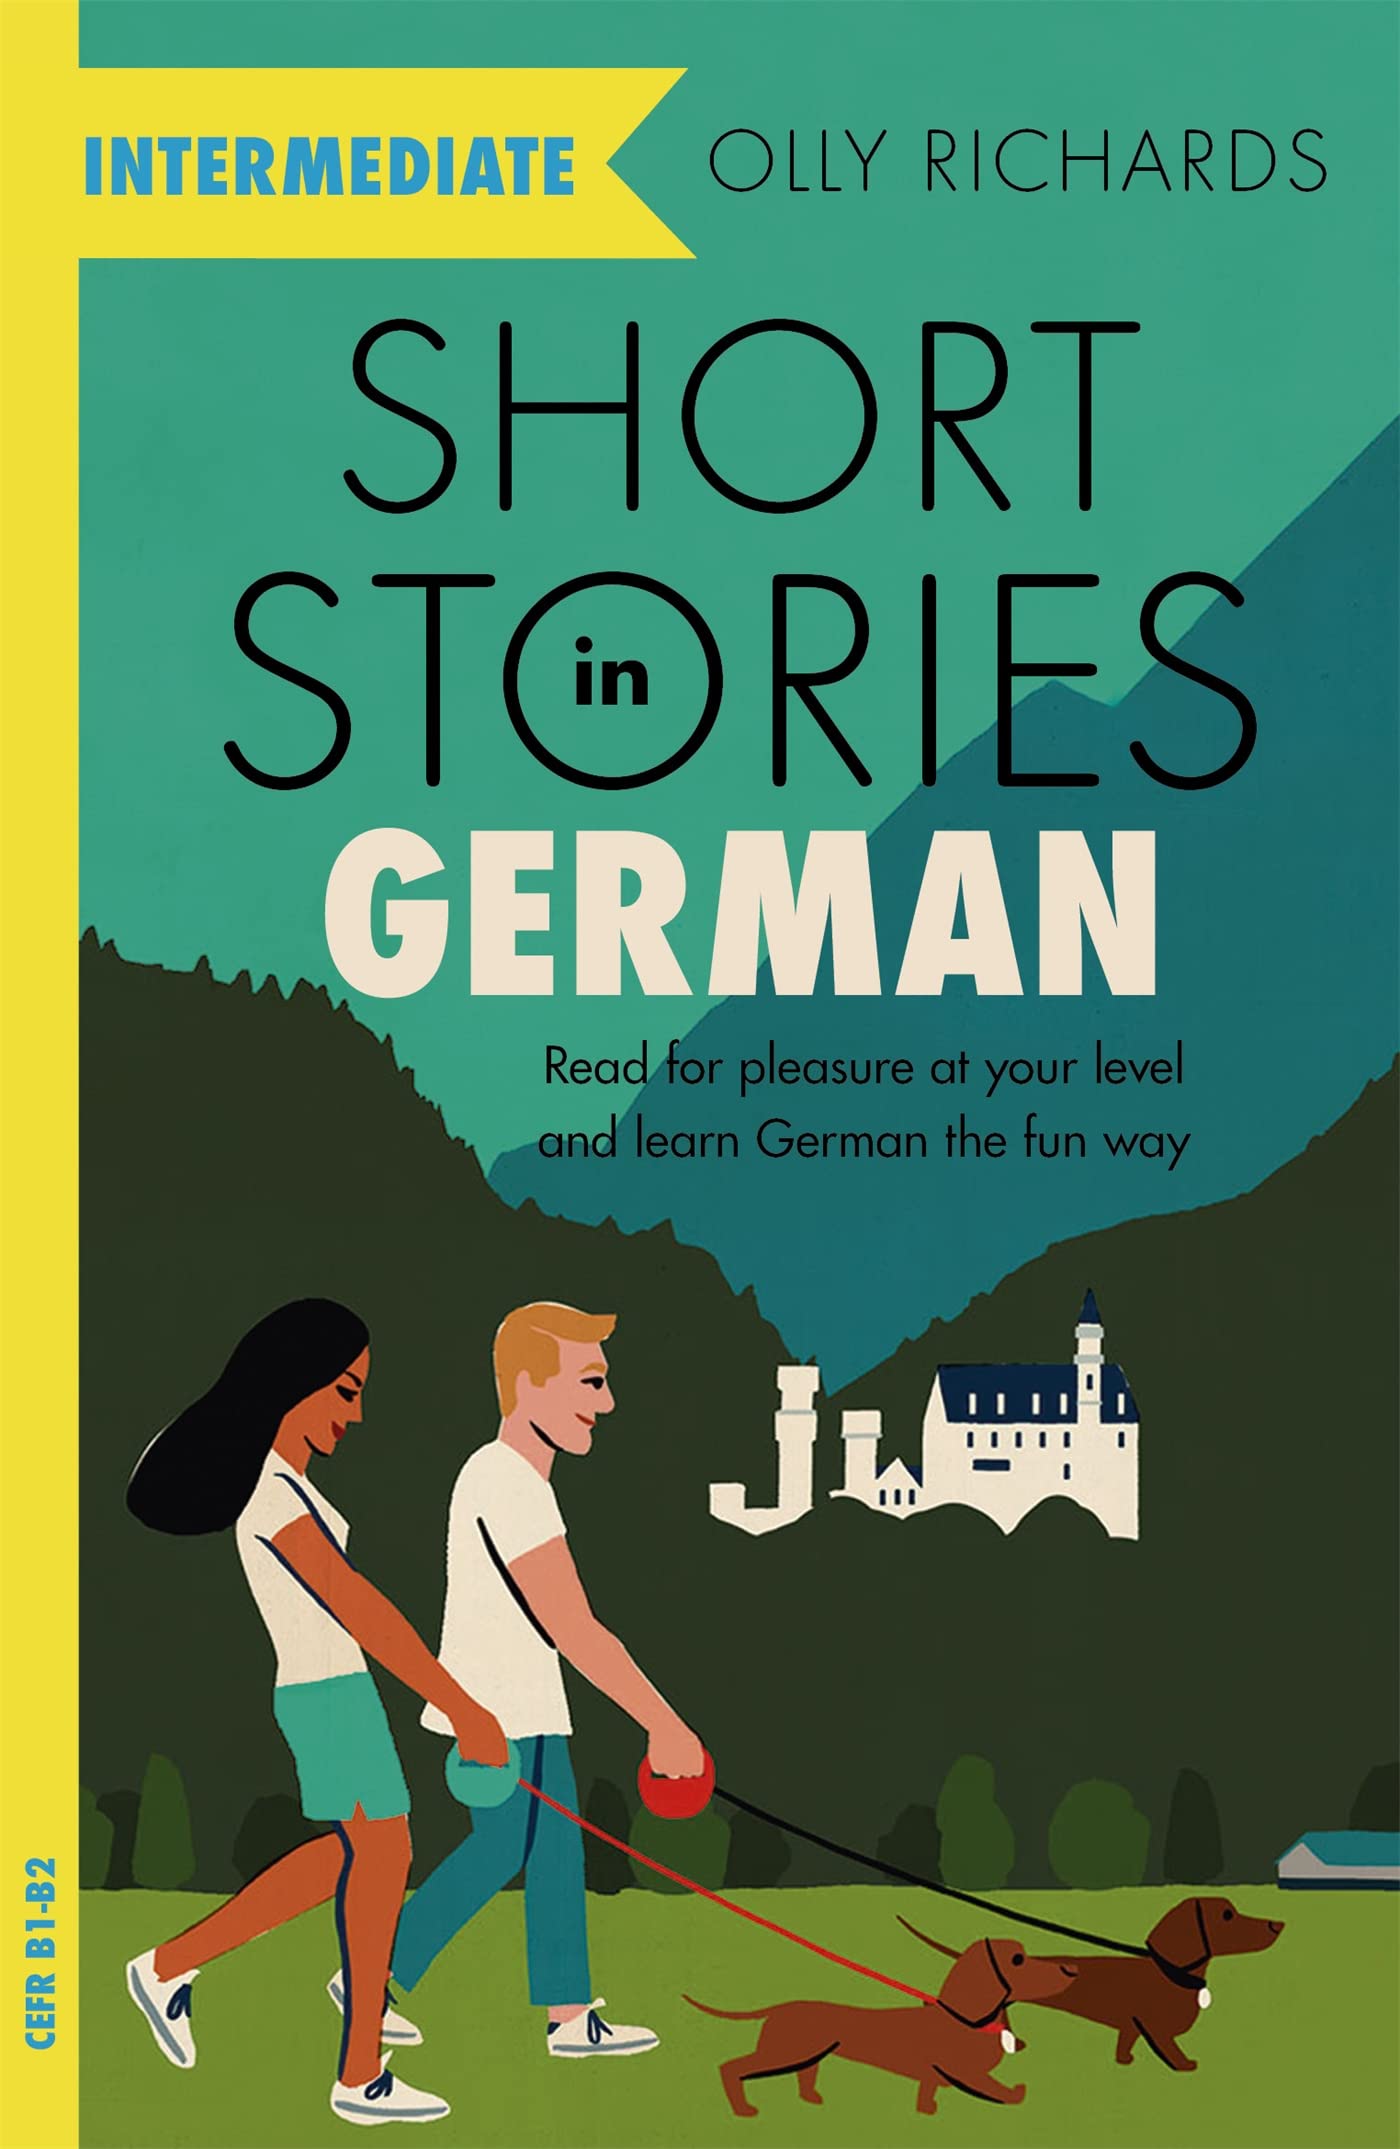 INTERMEDIATE
OLLY RICHARDS
SHORT
STORIES
in
GERMAN
Read for pleasure at your level
and learn German the fun way
CEFR B1-B2